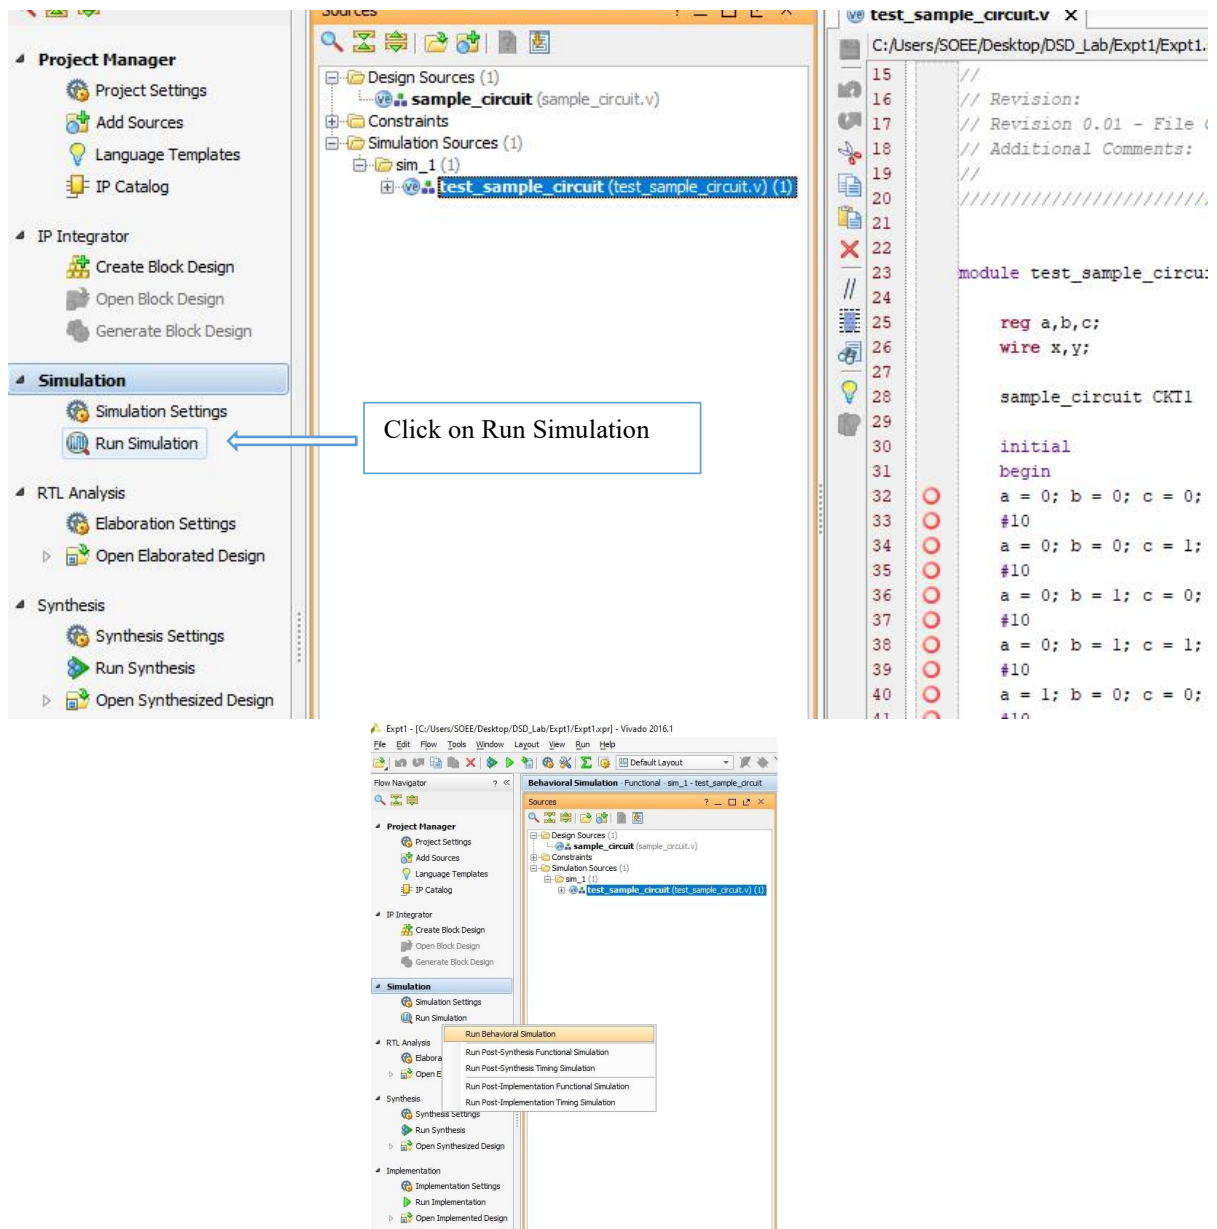 Sources
Project Manager
Project Settings
Add Sources
Language Templates
IP Catalog
IP Integrator
Create Block Design
Open Block Design
Generate Block Design
Simulation
Simulation Settings
Run Simulation
RTL Analysis
Elaboration Settings
Open Elaborated Design
Synthesis
Synthesis Settings
Run Synthesis
Open Synthesized Design
Design Sources (1)
sample_circuit (sample_circuit.v)
Constraints
Simulation Sources (1)
sim_1 (1)
test_sample_circuit (test_sample_circuit.v) (1)
Click on Run Simulation
test_sample_circuit.v X
C:/Users/SOEE/Desktop/DSD_Lab/Expt1/Expt1.
15 //
16 // Revision:
17 // Revision 0.01 - File
18 // Additional Comments:
19 //
20 ////////////////////////
21
22
23 module test_sample_circui
24
25 reg a,b,c;
26 wire x,y;
27
28 sample_circuit CKT1
29
30 initial
31 begin
32 a = 0; b = 0; c = 0;
33 #10
34 a = 0; b = 0; c = 1;
35 #10
36 a = 0; b = 1; c = 0;
37 #10
38 a = 0; b = 1; c = 1;
39 #10
40 a = 1; b = 0; c = 0;
41 #10
Expt1 - [C:/Users/SOEE/Desktop/DSD_Lab/Expt1/Expt1.xpr] - Vivado 2016.1
File Edit Flow Tools Window Layout View Run Help
Default Layout
Flow Navigator ? «
Project Manager
Project Settings
Add Sources
Language Templates
IP Catalog
IP Integrator
Create Block Design
Open Block Design
Generate Block Design
Simulation
Simulation Settings
Run Simulation
RTL Analysis
Elabora
Open E
Synthesis
Synthesis Settings
Run Synthesis
Open Synthesized Design
Implementation
Implementation Settings
Run Implementation
Open Implemented Design
Behavioral Simulation - Functional - sim_1 - test_sample_circuit
Sources
Design Sources (1)
sample_circuit (sample_circuit.v)
Constraints
Simulation Sources (1)
sim_1 (1)
test_sample_circuit (test_sample_circuit.v) (1)
Run Behavioral Simulation
Run Post-Synthesis Functional Simulation
Run Post-Synthesis Timing Simulation
Run Post-Implementation Functional Simulation
Run Post-Implementation Timing Simulation